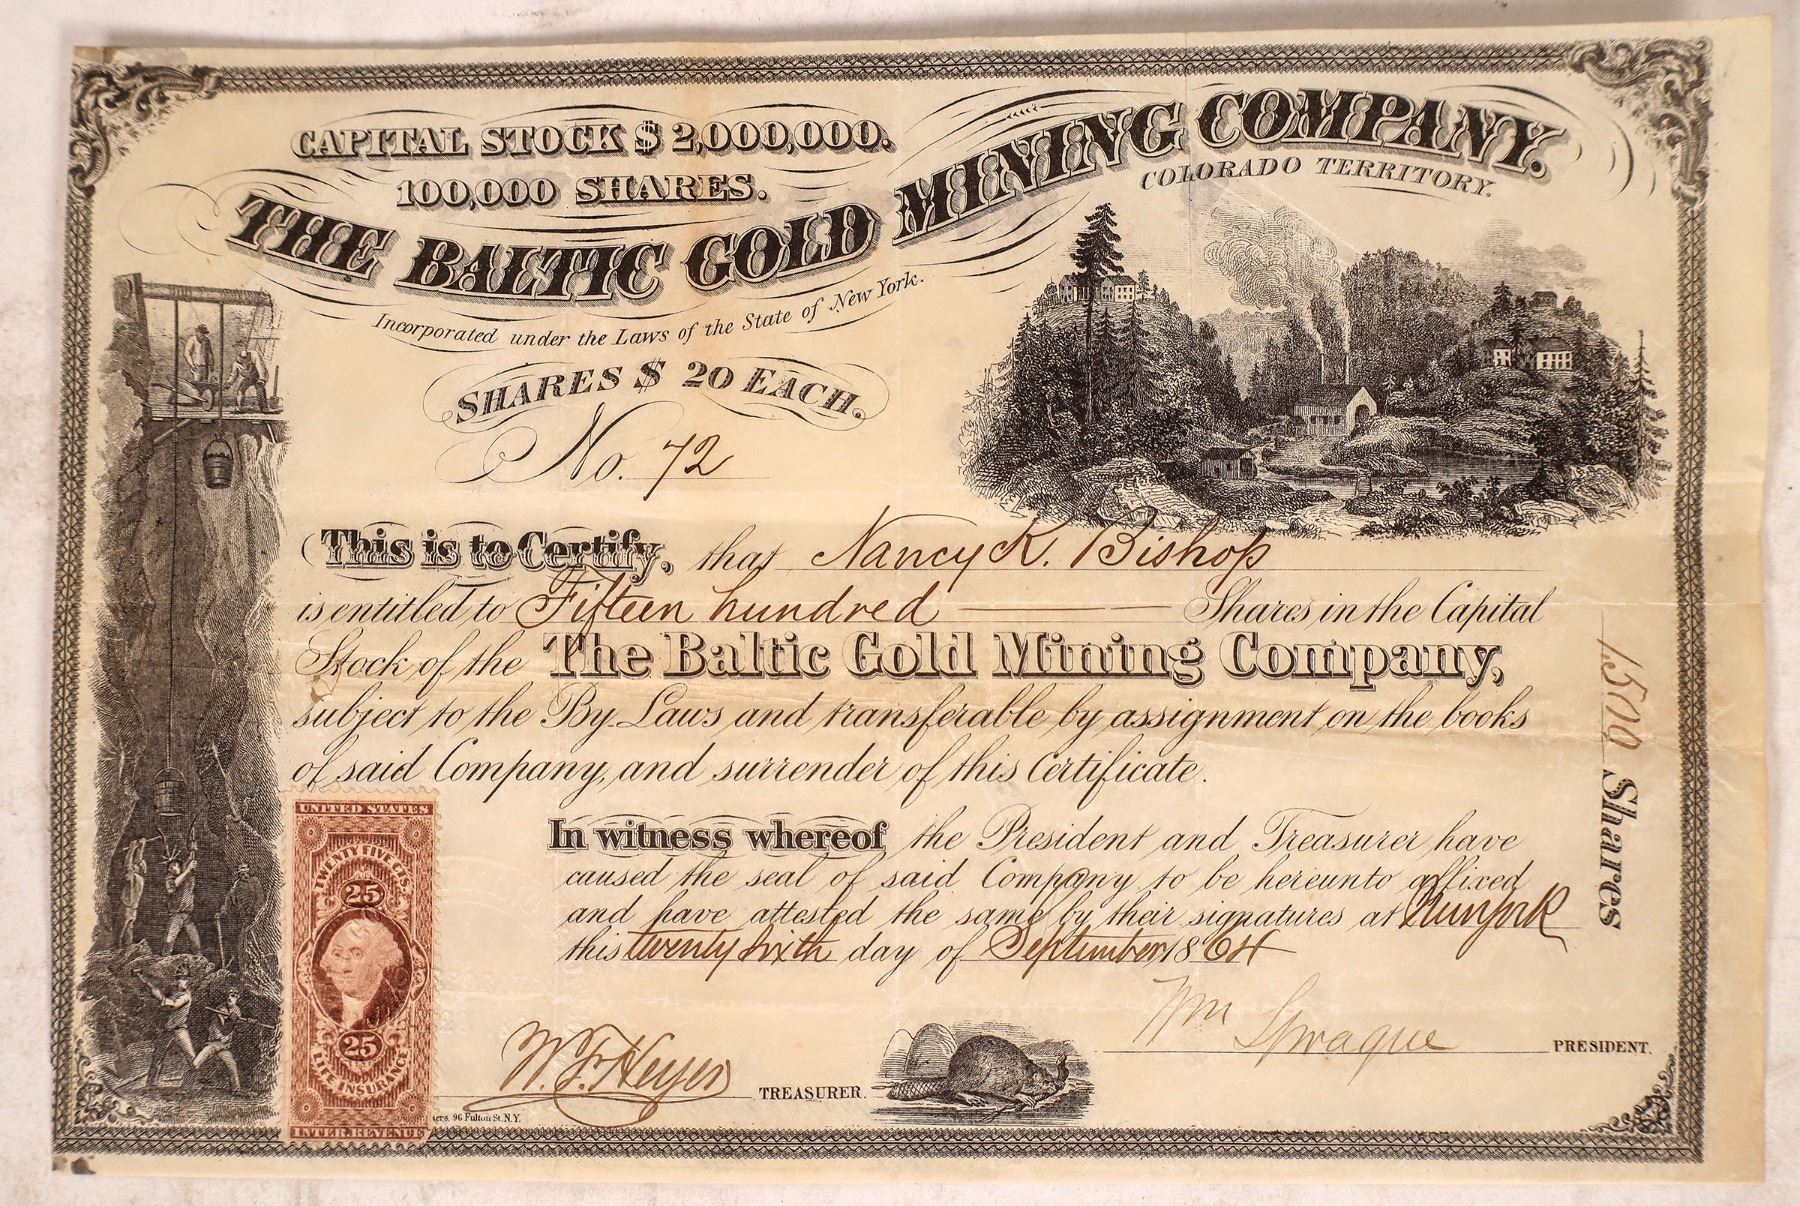 CAPITAL STOCK $ 2,000,000.
100,000 SHARES.
THE BALTIC GOLD MINING COMPANY.
COLORADO TERRITORY.
Incorporated under the Laws of the State of New York.
SHARES $ 20 EACH.
No. 72
This is to Certify, that Nancy K. Bishop
is entitled to Fifteen hundred Shares in the Capital
Stock of the The Baltic Gold Mining Company,
subject to the By-Laws and transferable by assignment on the books
of said Company, and surrender of this Certificate.
1500 Shares
In witness whereof the President and Treasurer have
caused the seal of said Company to be hereunto affixed
and have attested the same by their signatures at New York
this twenty sixth day of September 1864
Wm Sprague PRESIDENT.
W. F. Heyer TREASURER.
96 Fulton St. N.Y.
UNITED STATES
TWENTY FIVE CTS.
25
25
LIFE INSURANCE
INTER. REVENUE